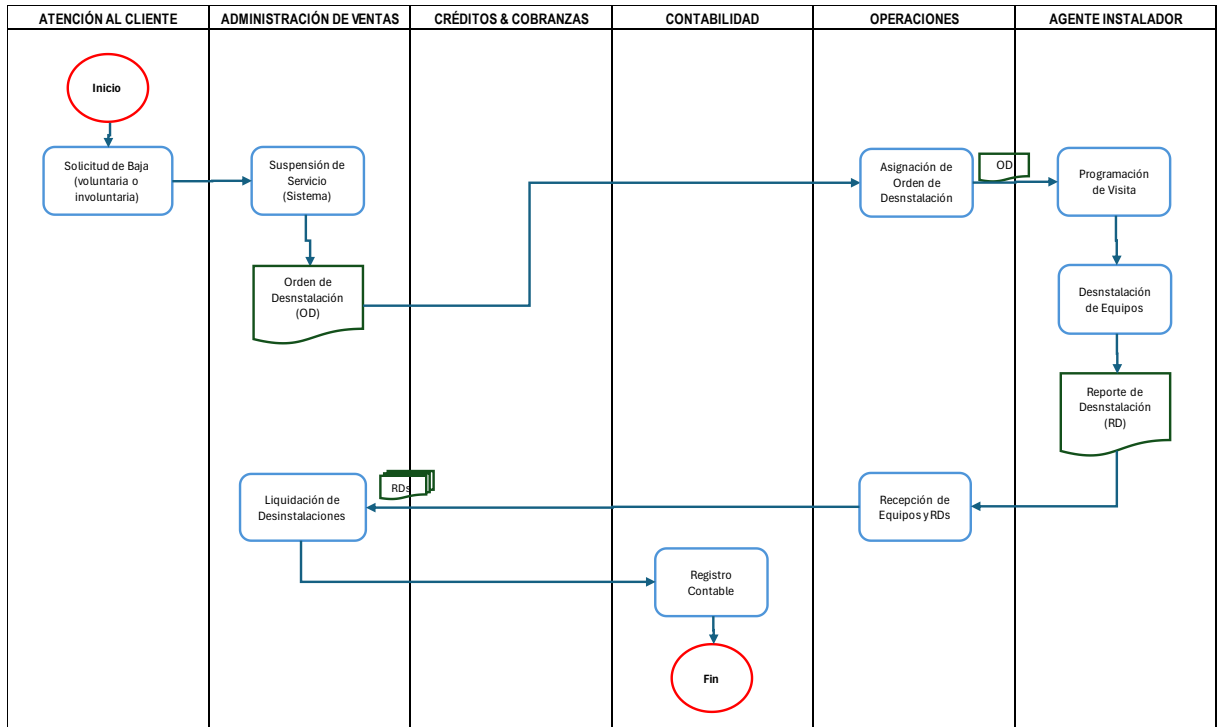 ATENCIÓN AL CLIENTE
ADMINISTRACIÓN DE VENTAS
CRÉDITOS & COBRANZAS
CONTABILIDAD
OPERACIONES
AGENTE INSTALADOR
Inicio
Solicitud de Baja
(voluntaria o
involuntaria)
Suspensión de
Servicio
(Sistema)
Asignación de
Orden de
Desnstalación
OD
Programación
de Visita
Orden de
Desnstalación
(OD)
Desnstalación
de Equipos
Reporte de
Desnstalación
(RD)
Liquidación de
Desinstalaciones
RDs
Recepción de
Equipos y RDs
Registro
Contable
Fin